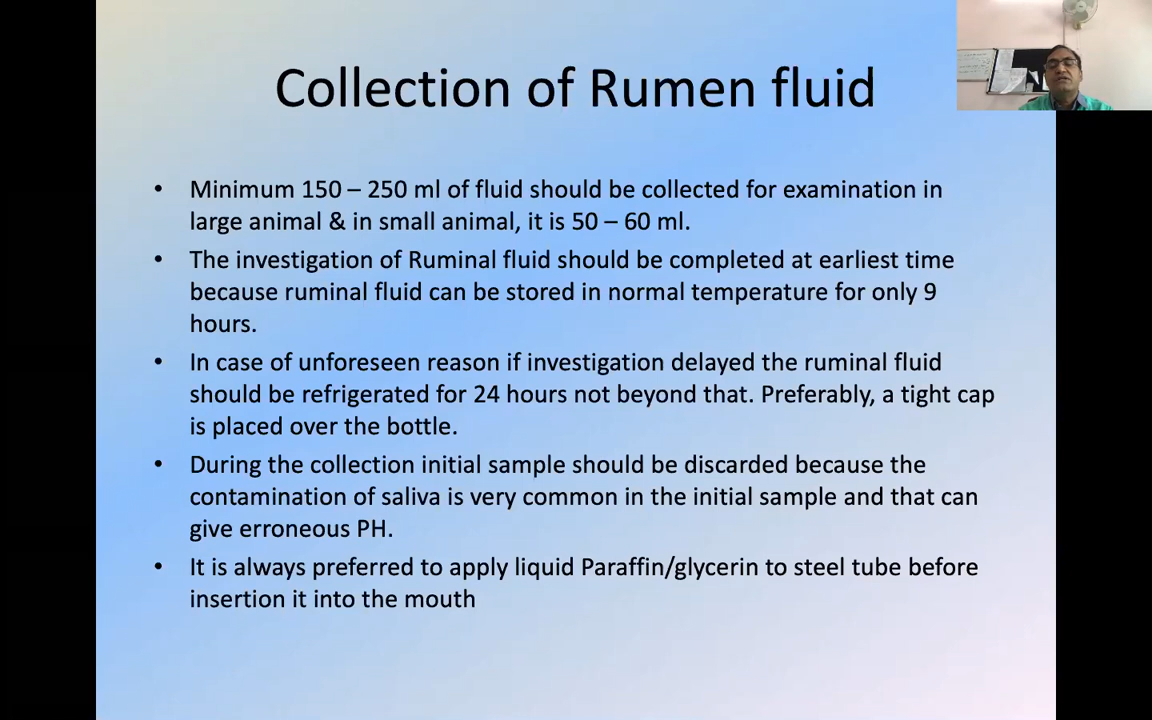 Collection of Rumen fluid
• Minimum 150 – 250 ml of fluid should be collected for examination in
large animal & in small animal, it is 50 – 60 ml.
• The investigation of Ruminal fluid should be completed at earliest time
because ruminal fluid can be stored in normal temperature for only 9
hours.
• In case of unforeseen reason if investigation delayed the ruminal fluid
should be refrigerated for 24 hours not beyond that. Preferably, a tight cap
is placed over the bottle.
• During the collection initial sample should be discarded because the
contamination of saliva is very common in the initial sample and that can
give erroneous PH.
• It is always preferred to apply liquid Paraffin/glycerin to steel tube before
insertion it into the mouth